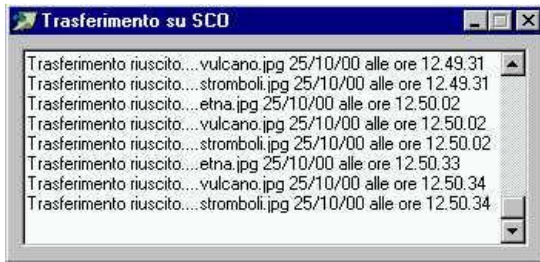 Trasferimento su SCO
Trasferimento riuscito....vulcano.jpg 25/10/00 alle ore 12.49.31
Trasferimento riuscito....stromboli.jpg 25/10/00 alle ore 12.49.31
Trasferimento riuscito....etna.jpg 25/10/00 alle ore 12.50.02
Trasferimento riuscito....vulcano.jpg 25/10/00 alle ore 12.50.02
Trasferimento riuscito....stromboli.jpg 25/10/00 alle ore 12.50.02
Trasferimento riuscito....etna.jpg 25/10/00 alle ore 12.50.33
Trasferimento riuscito....vulcano.jpg 25/10/00 alle ore 12.50.34
Trasferimento riuscito....stromboli.jpg 25/10/00 alle ore 12.50.34